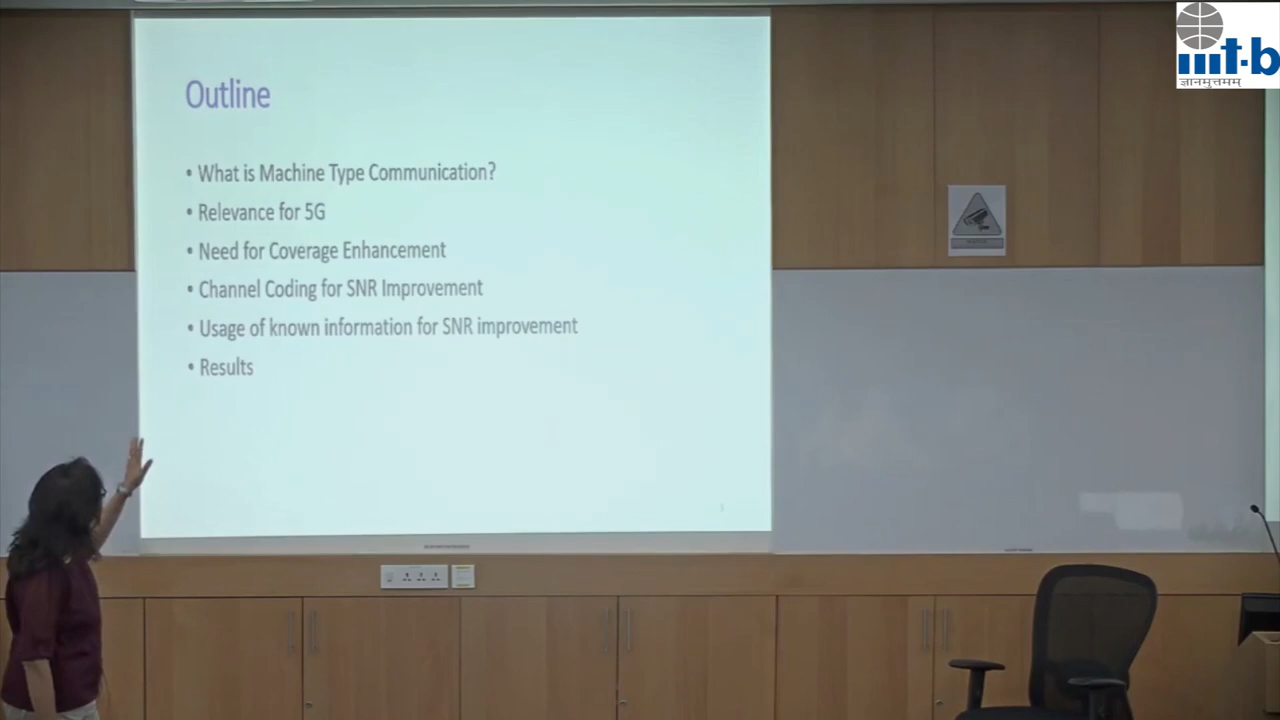 Outline
• What is Machine Type Communication?
• Relevance for 5G
• Need for Coverage Enhancement
• Channel Coding for SNR Improvement
• Usage of known information for SNR improvement
• Results
iiit-b
ज्ञानमुत्तमम्